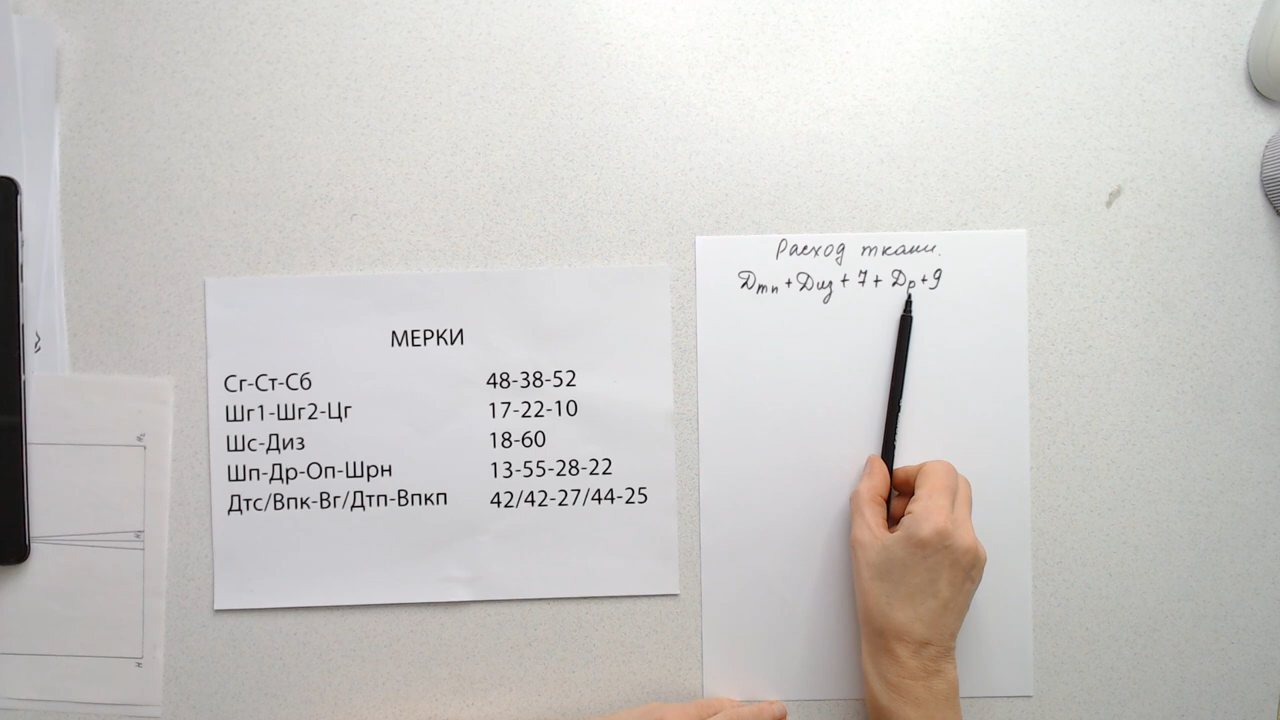 МЕРКИ
Сг-Ст-Сб 48-38-52
Шг1-Шг2-Цг 17-22-10
Шс-Диз 18-60
Шп-Др-Оп-Шрн 13-55-28-22
Дтс/Впк-Вг/Дтп-Впкп 42/42-27/44-25
Расход ткани.
Дтп + Диз + 7 + Др + 9